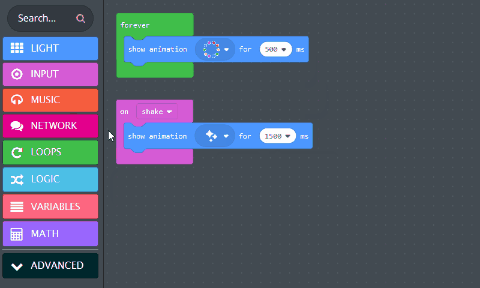 Search...
LIGHT
INPUT
MUSIC
NETWORK
LOOPS
LOGIC
VARIABLES
MATH
ADVANCED
forever
show animation for 500 ms
on shake
show animation for 1500 ms